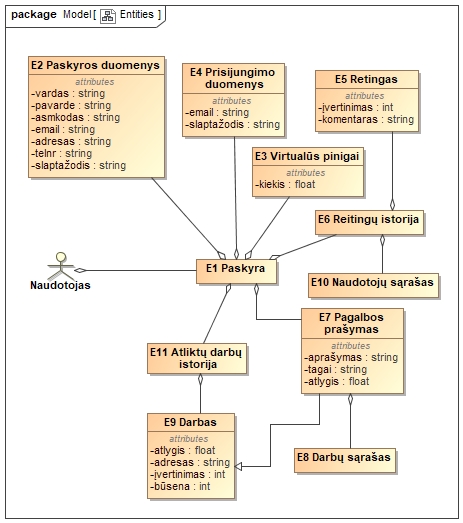 package Model [ Entities ]
E2 Paskyros duomenys
attributes
-vardas : string
-pavarde : string
-asmkodas : string
-email : string
-adresas : string
-telnr : string
-slaptažodis : string
E4 Prisijungimo
duomenys
attributes
-email : string
-slaptažodis : string
E5 Retingas
attributes
-įvertinimas : int
-komentaras : string
E3 Virtualūs pinigai
attributes
-kiekis : float
E6 Reitingų istorija
E1 Paskyra
Naudotojas
E10 Naudotojų sąrašas
E7 Pagalbos
prašymas
attributes
-aprašymas : string
-tagai : string
-atlygis : float
E11 Atliktų darbų
istorija
E9 Darbas
attributes
-atlygis : float
-adresas : string
-įvertinimas : int
-būsena : int
E8 Darbų sąrašas